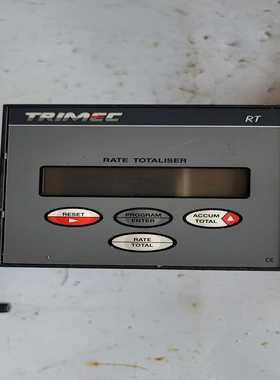 TRIMEC
RT
RATE TOTALISER
RESET
PROGRAM
ENTER
ACCUM
TOTAL
RATE
TOTAL
CE